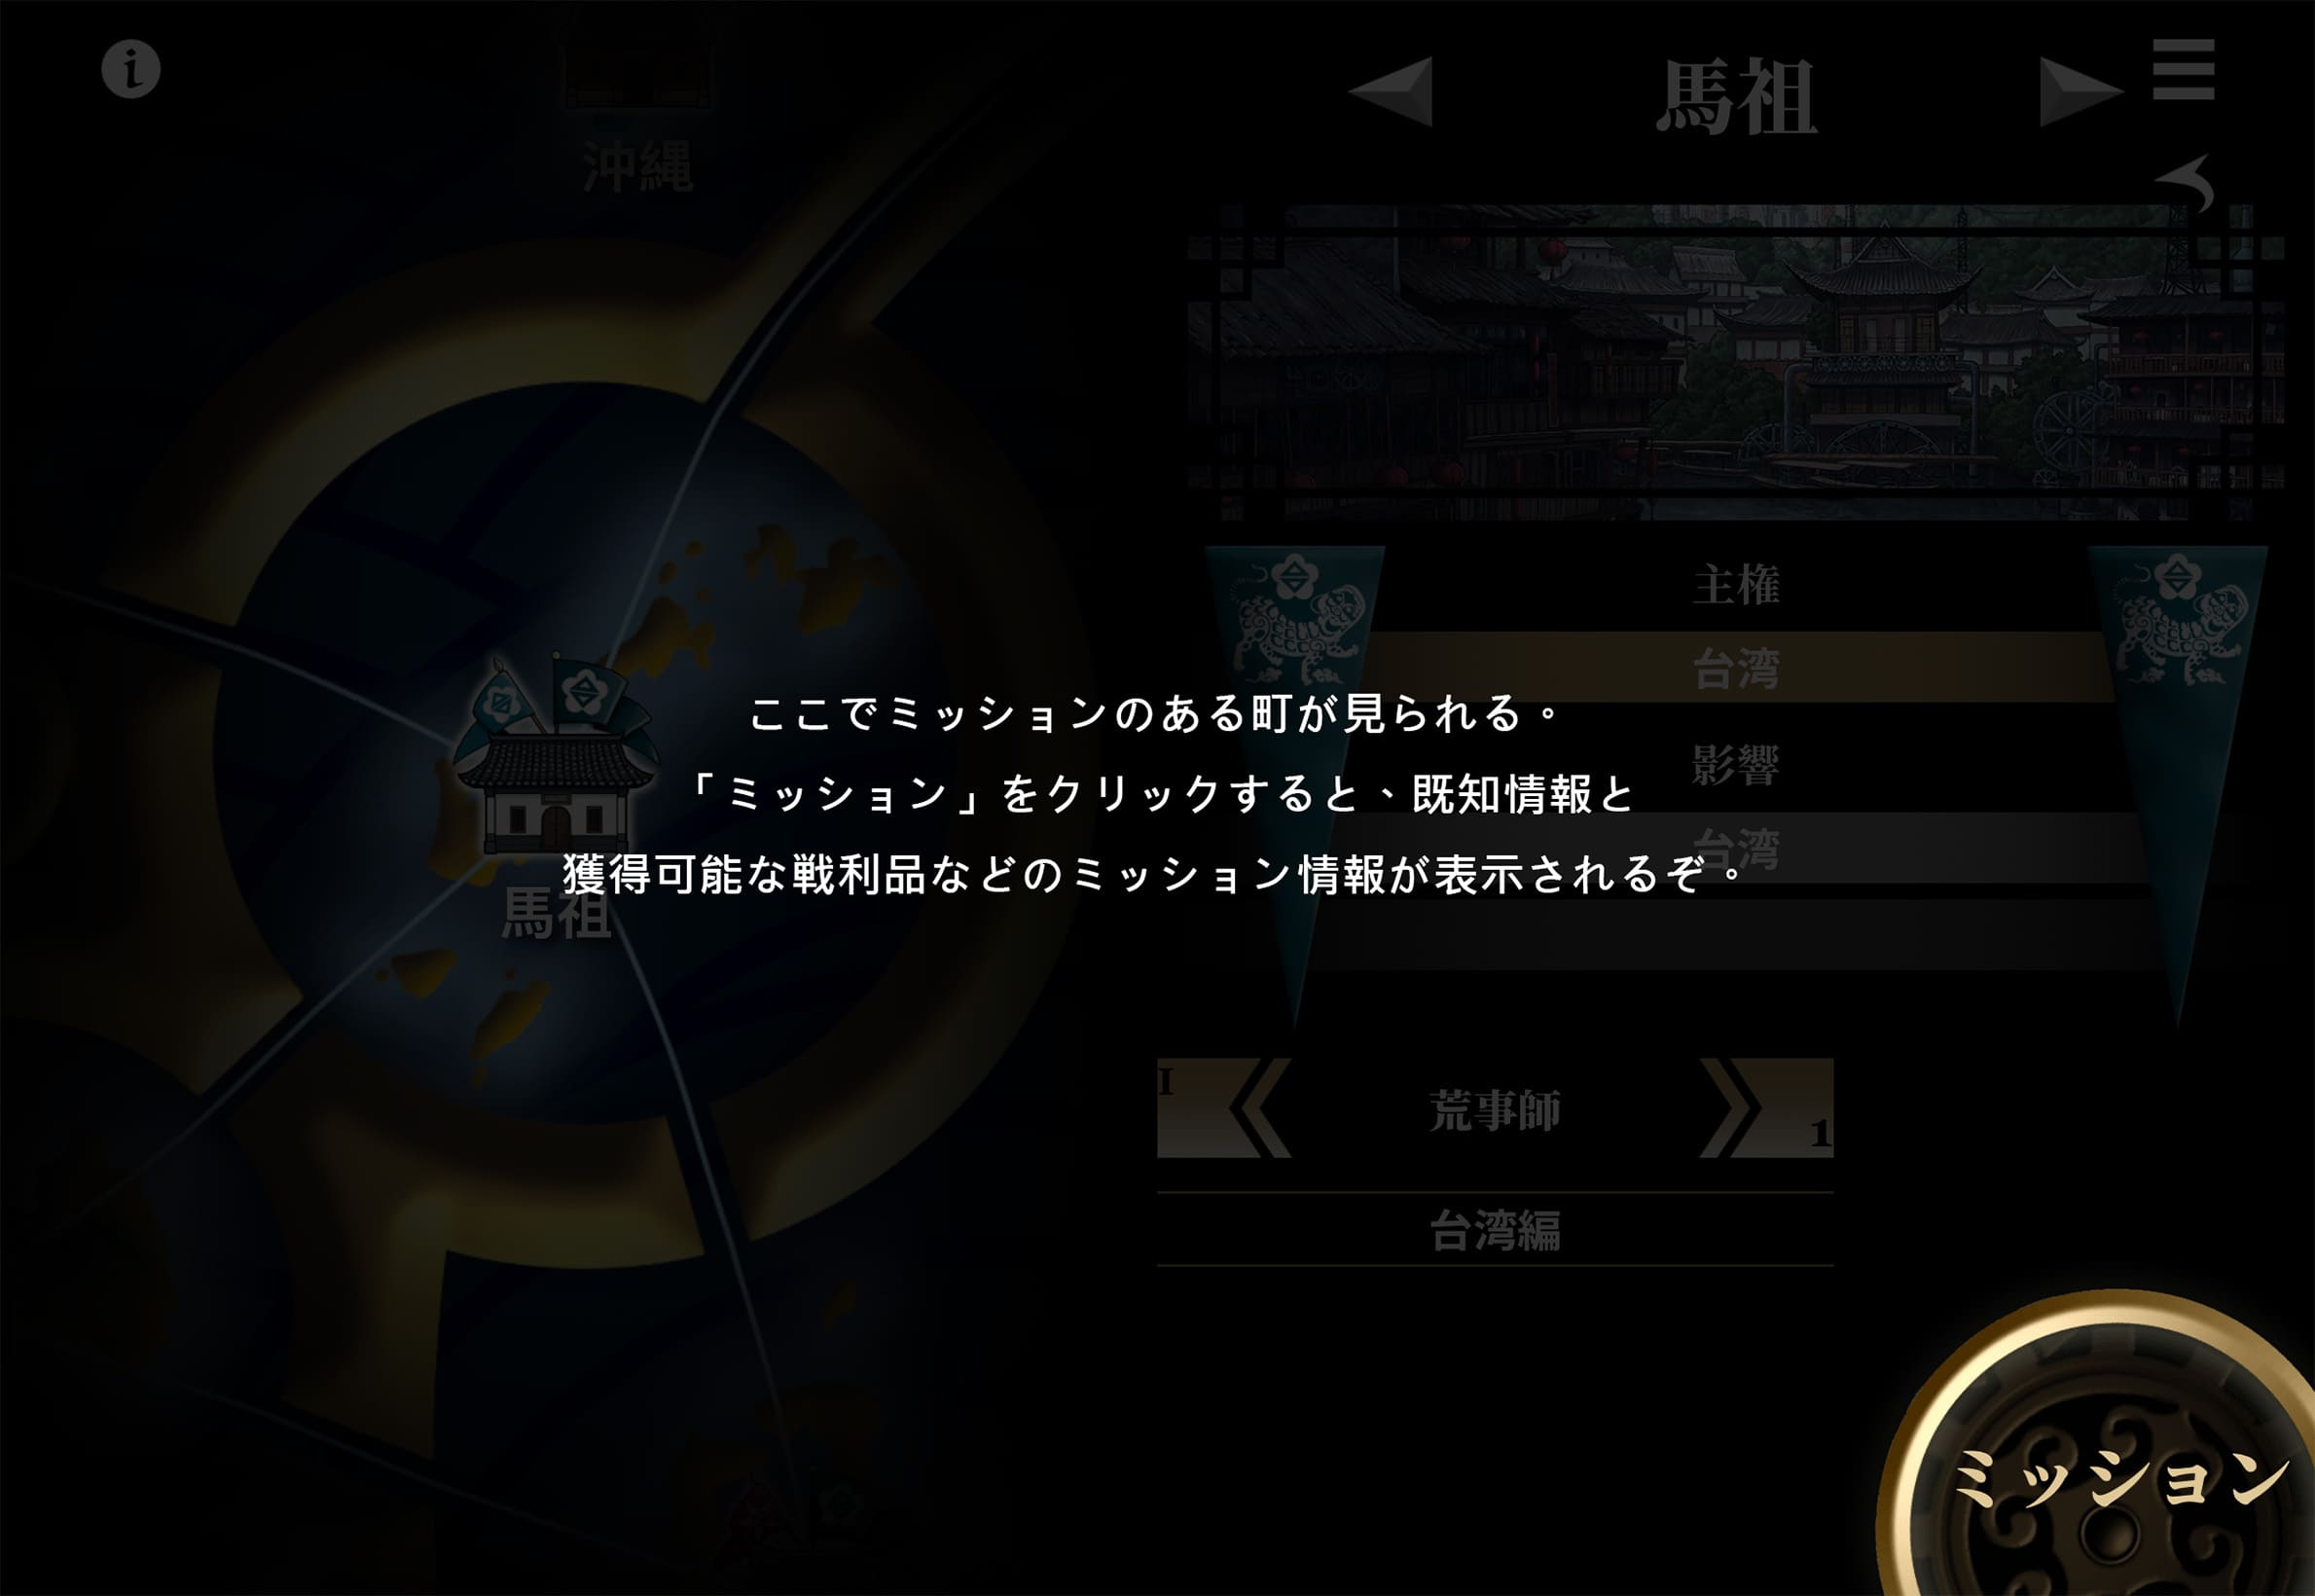 沖縄
馬祖
主権
台湾
ここでミッションのある町が見られる。
影響
「ミッション」をクリックすると、既知情報と
台湾
獲得可能な戦利品などのミッション情報が表示されるぞ。
馬祖
I
荒事師
1
台湾編
ミッション